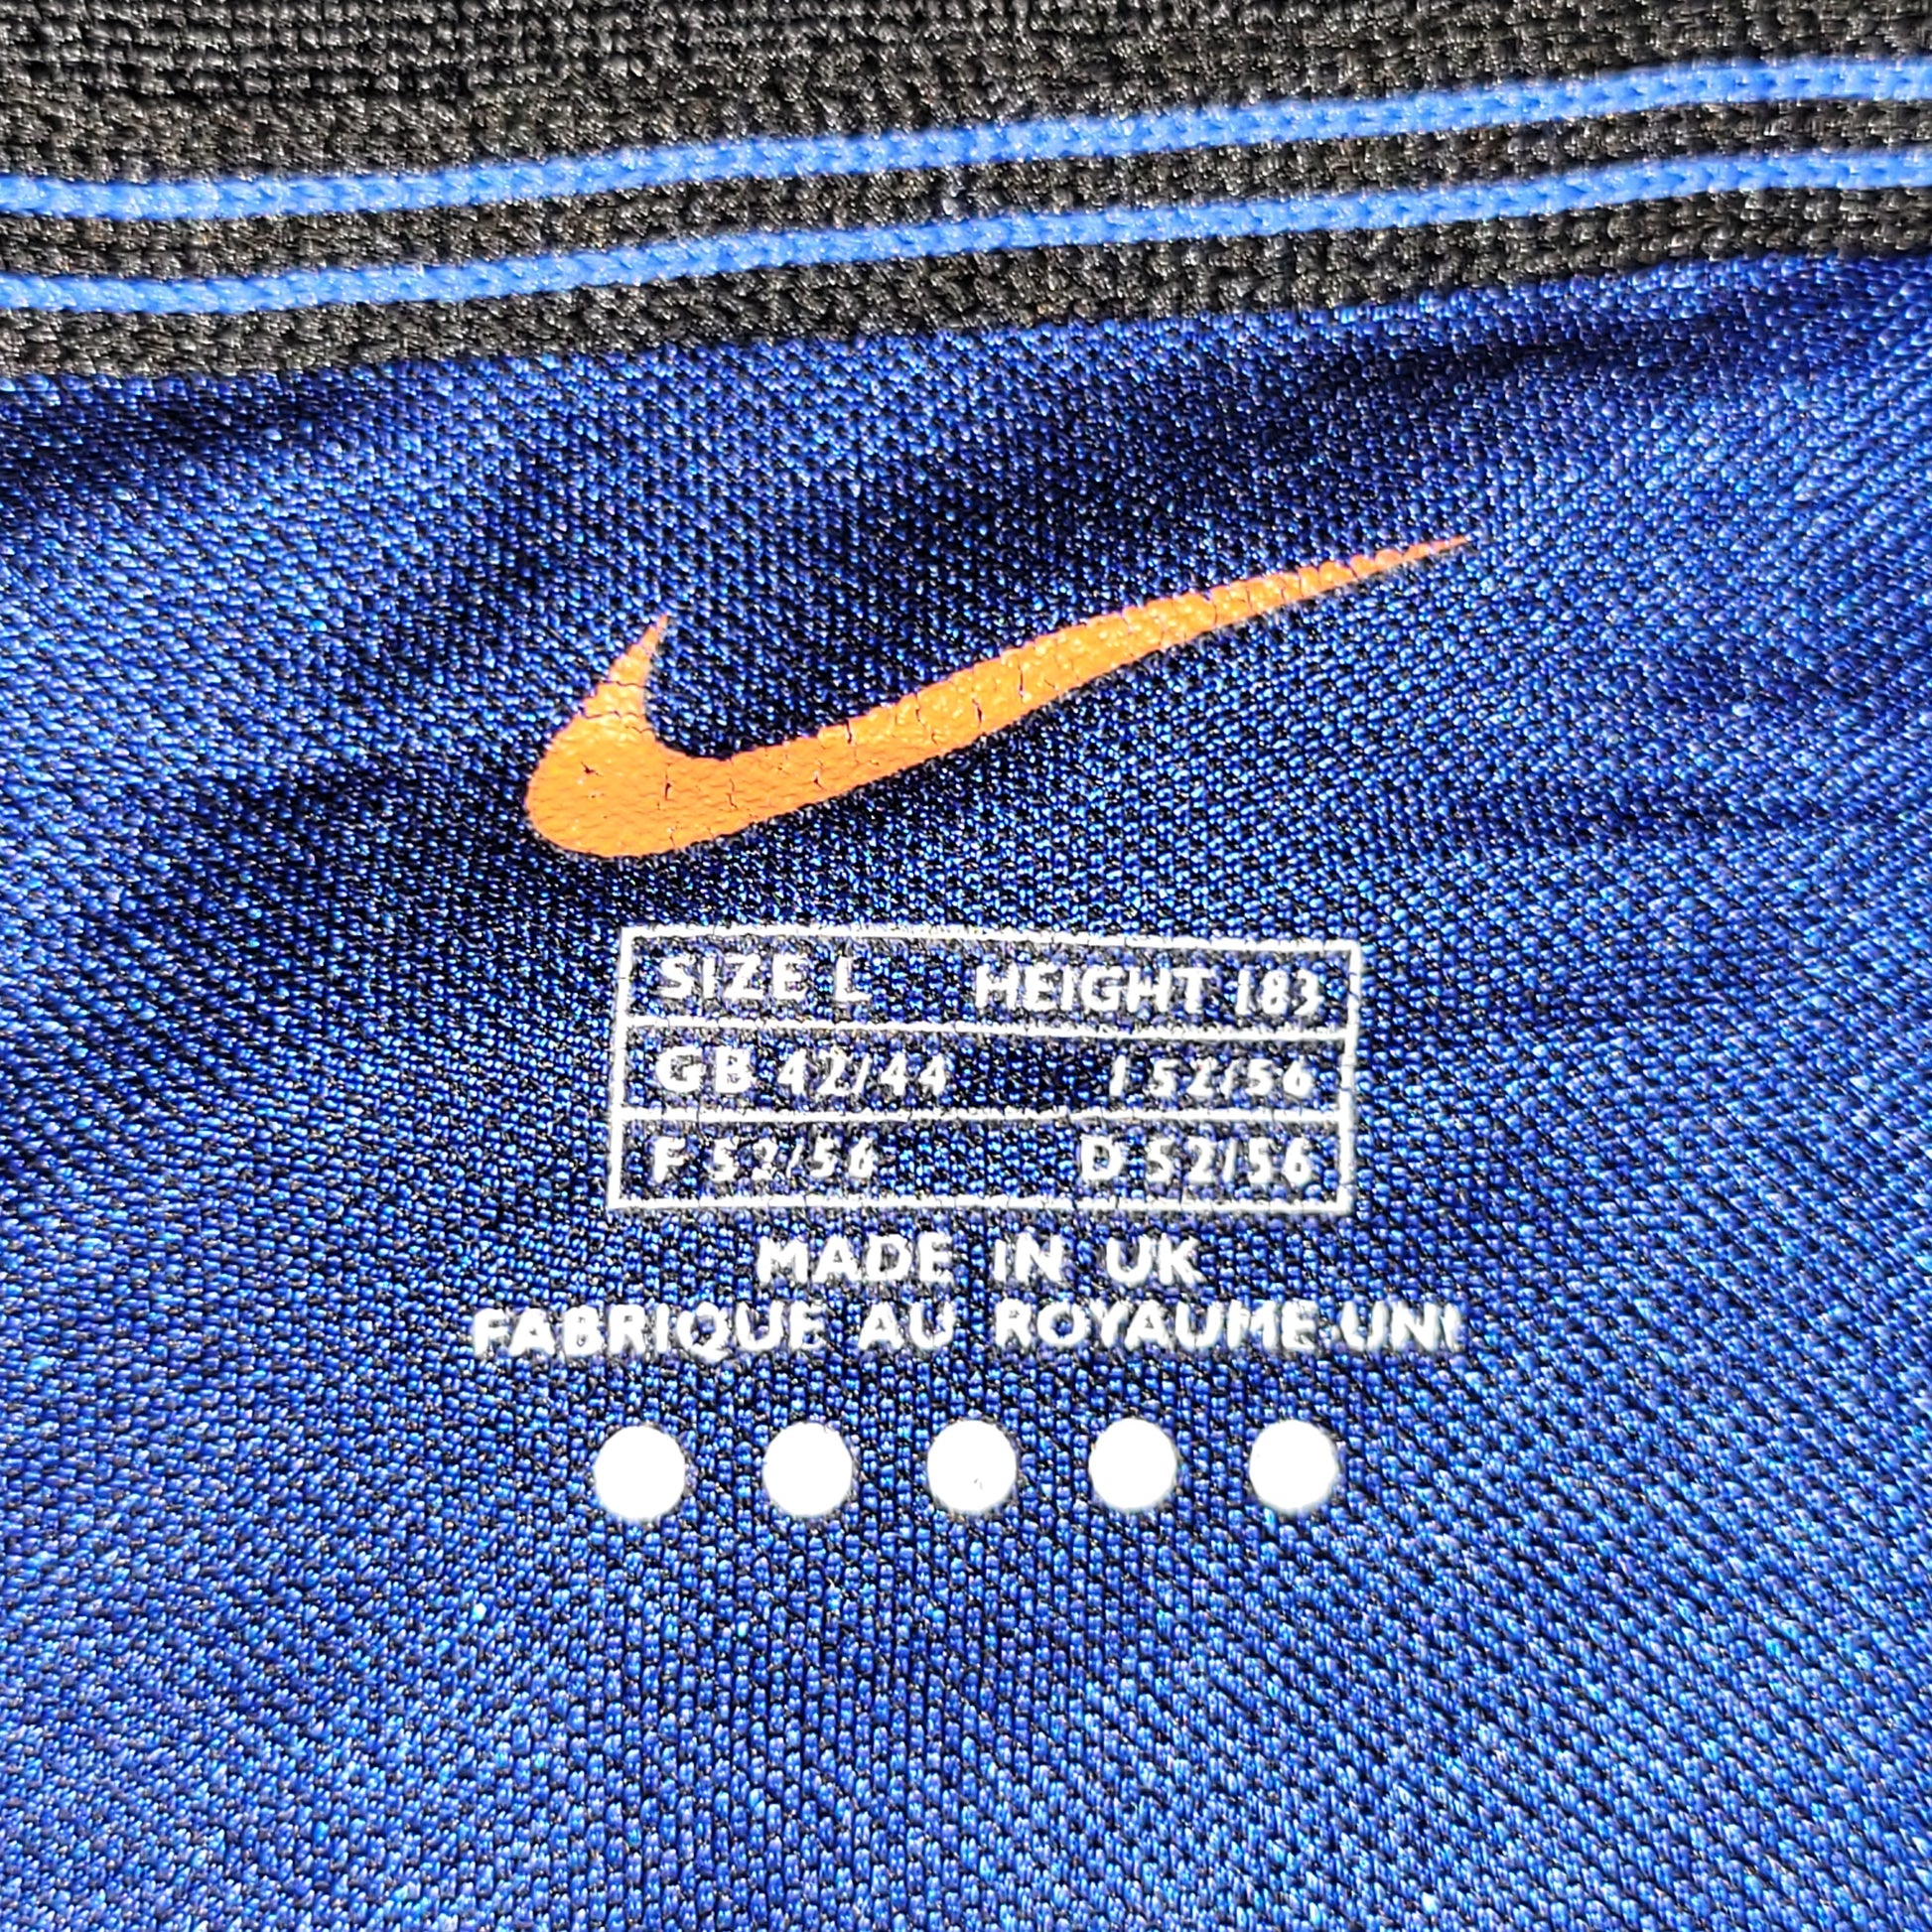 SIZE L HEIGHT 183
GB 42/44 I 52/56
F 52/56 D 52/56
MADE IN UK
FABRIQUE AU ROYAUME-UNI